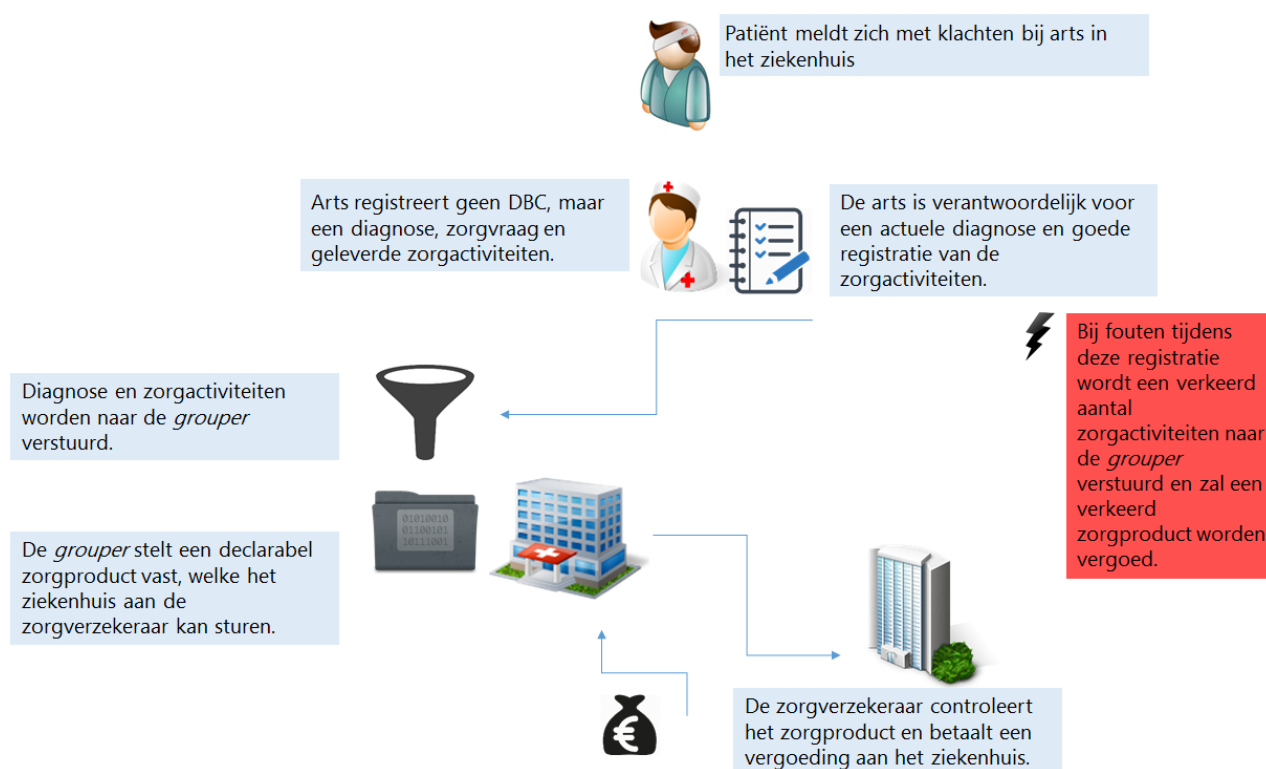 Patiënt meldt zich met klachten bij arts in
het ziekenhuis
Arts registreert geen DBC, maar
een diagnose, zorgvraag en
geleverde zorgactiviteiten.
De arts is verantwoordelijk voor
een actuele diagnose en goede
registratie van de
zorgactiviteiten.
Bij fouten tijdens
deze registratie
wordt een verkeerd
aantal
zorgactiviteiten naar
de grouper
verstuurd en zal een
verkeerd
zorgproduct worden
vergoed.
Diagnose en zorgactiviteiten
worden naar de grouper
verstuurd.
01010010
01100101
10111001
De grouper stelt een declarabel
zorgproduct vast, welke het
ziekenhuis aan de
zorgverzekeraar kan sturen.
€
De zorgverzekeraar controleert
het zorgproduct en betaalt een
vergoeding aan het ziekenhuis.